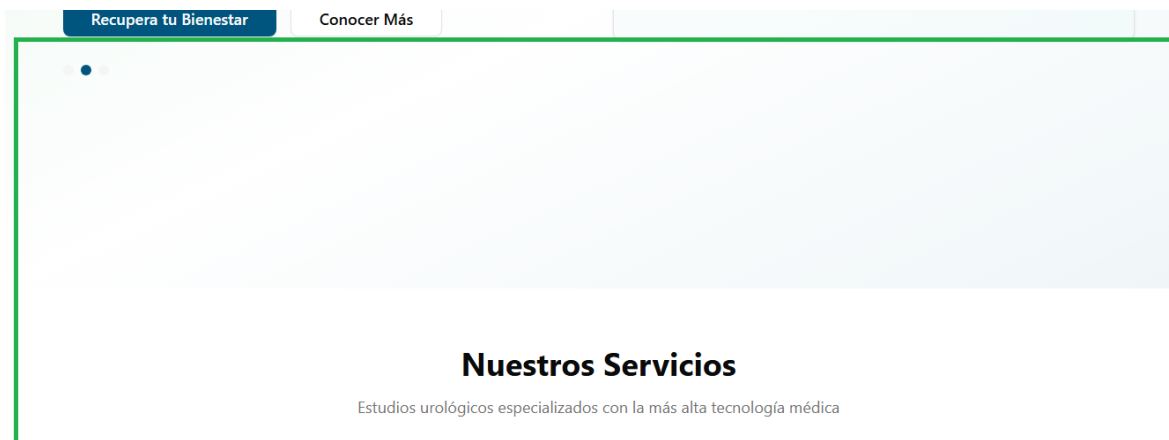 Recupera tu Bienestar
Conocer Más
Nuestros Servicios
Estudios urológicos especializados con la más alta tecnología médica